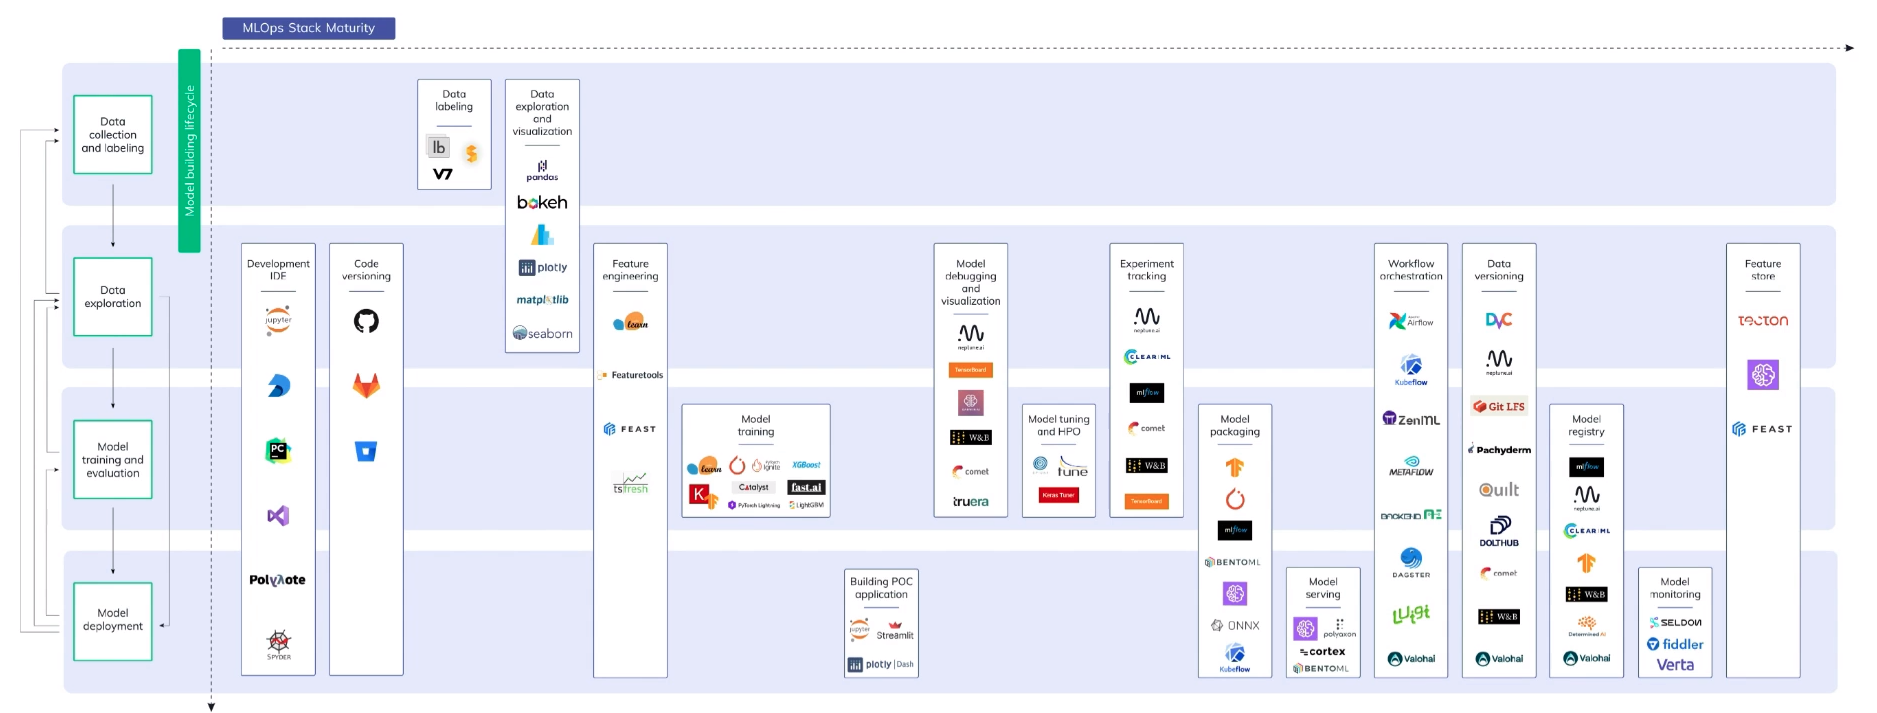 MLOps Stack Maturity
Model building lifecycle
Data
collection
and labeling
Data
exploration
Model
training and
evaluation
Model
deployment
Development
IDE
jupyter
PC
Polynote
SPYDER
Code
versioning
Data
labeling
lb
V7
Data
exploration
and
visualization
pandas
bokeh
plotly
matplotlib
seaborn
Feature
engineering
learn
Featuretools
FEAST
tsfresh
Model
training
learn
PyTorch
Ignite
XGBoost
K
Catalyst
fast.ai
PyTorch Lightning
LightGBM
Building POC
application
jupyter
Streamlit
plotly | Dash
Model
debugging
and
visualization
neptune.ai
TensorBoard
W&B
comet
truera
Model tuning
and HPO
tune
Keras Tuner
Experiment
tracking
neptune.ai
CLEAR|ML
mlflow
comet
W&B
TensorBoard
Model
packaging
mlflow
BENTOML
ONNX
Kubeflow
Model
serving
polyaxon
cortex
BENTOML
Workflow
orchestration
Airflow
Kubeflow
ZenML
METAFLOW
BACKEND AI
DAGSTER
Luigi
Valohai
Data
versioning
DVC
neptune.ai
Git LFS
Pachyderm
Quilt
DOLTHUB
comet
W&B
Valohai
Model
registry
mlflow
neptune.ai
CLEAR|ML
W&B
Determined AI
Valohai
Model
monitoring
SELDON
fiddler
Verta
Feature
store
TECTON
FEAST